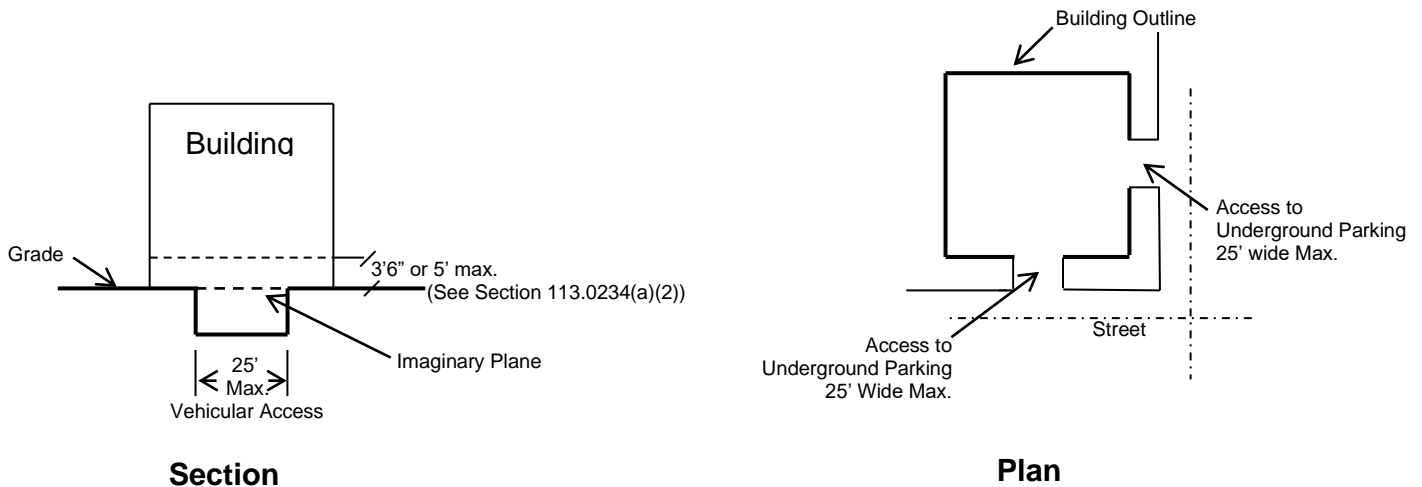 Building
Grade
3’6” or 5’ max.
(See Section 113.0234(a)(2))
Imaginary Plane
25’
Max.
Vehicular Access
Section
Building Outline
Access to
Underground Parking
25’ wide Max.
Street
Access to
Underground Parking
25’ Wide Max.
Plan